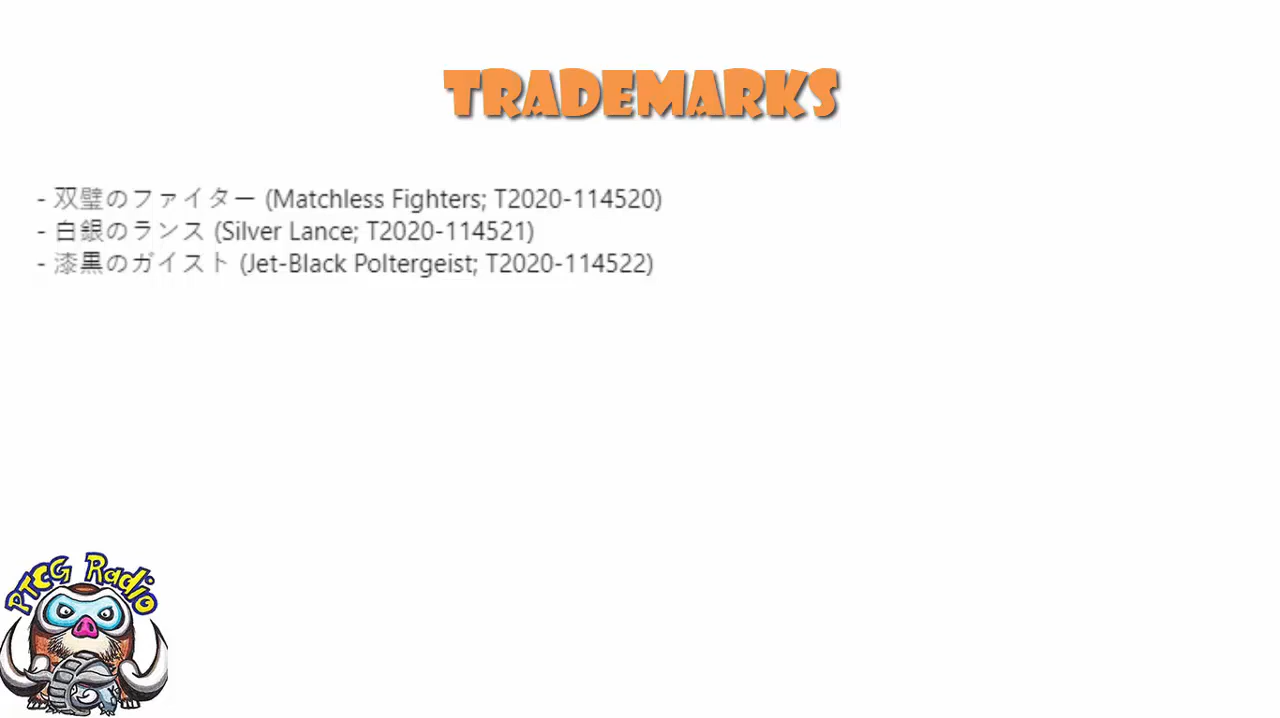 TRADEMARKS
- 双璧のファイター (Matchless Fighters; T2020-114520)
- 白銀のランス (Silver Lance; T2020-114521)
- 漆黒のガイスト (Jet-Black Poltergeist; T2020-114522)
PTCG Radio